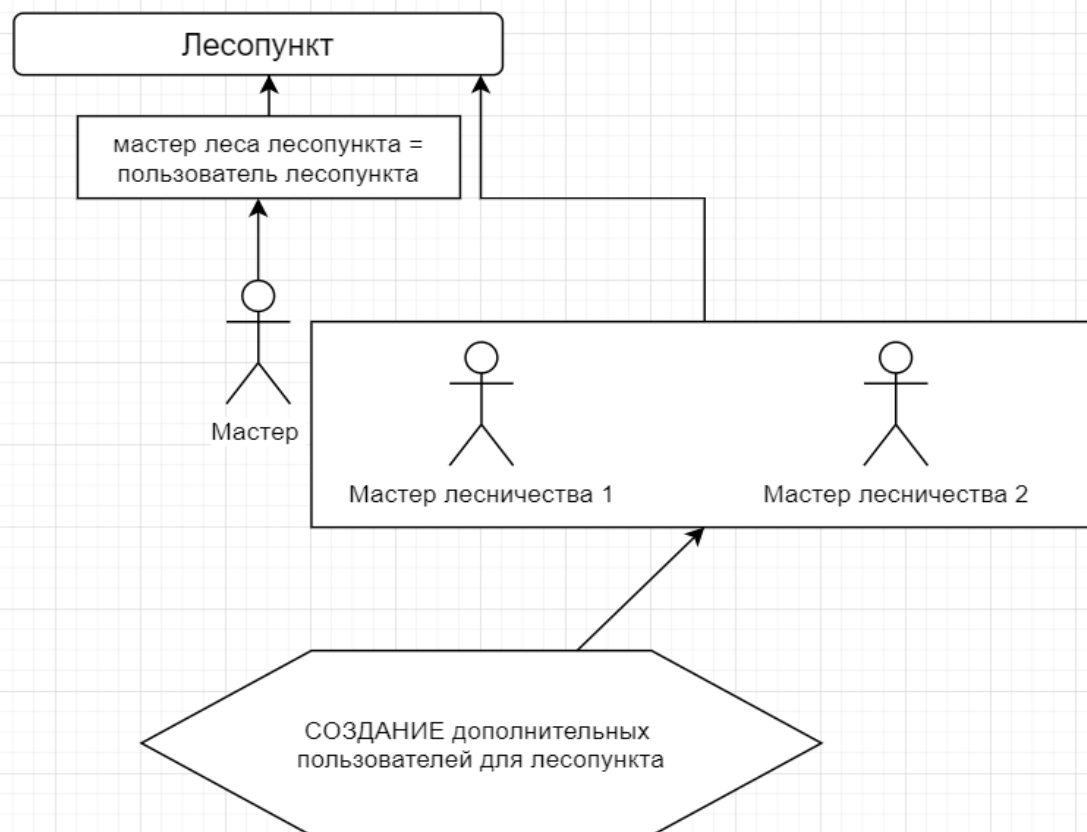 Лесопункт
мастер леса лесопункта =
пользователь лесопункта
Мастер
Мастер лесничества 1
Мастер лесничества 2
СОЗДАНИЕ дополнительных
пользователей для лесопункта